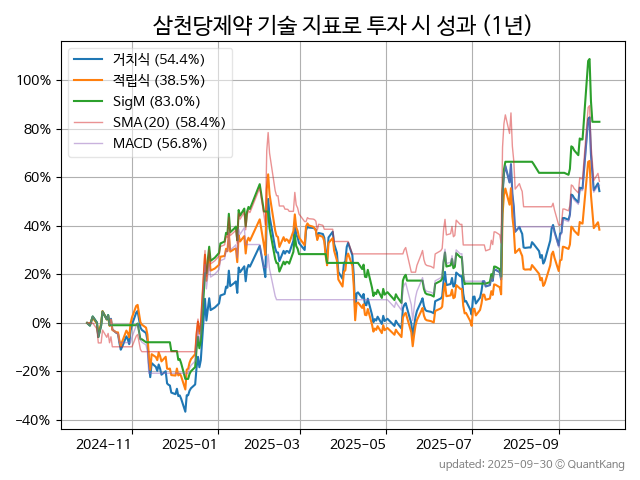 삼천당제약 기술 지표로 투자 시 성과 (1년)
거치식 (54.4%)
적립식 (38.5%)
SigM (83.0%)
SMA(20) (58.4%)
MACD (56.8%)
100%
80%
60%
40%
20%
0%
−20%
−40%
2024-11
2025-01
2025-03
2025-05
2025-07
2025-09
updated: 2025-09-30 © QuantKang